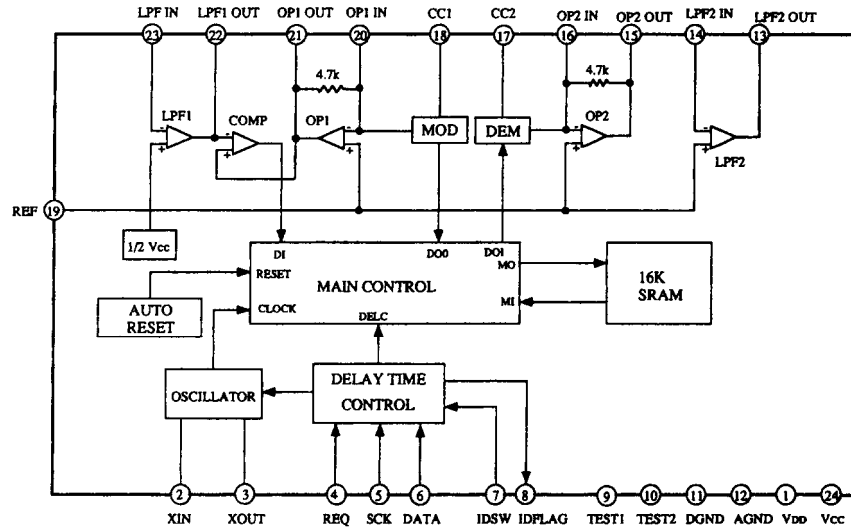 LPF IN LPF1 OUT OP1 OUT OP1 IN CC1 CC2 OP2 IN OP2 OUT LPF2 IN LPF2 OUT
23 22 21 20 18 17 16 15 14 13
4.7k 4.7k
LPF1 COMP OP1 MOD DEM OP2 LPF2
- + - + - + - + - +
REF 19
1/2 Vcc
DI DO0 DOI
RESET MAIN CONTROL MO
CLOCK MI
DELC
16K
SRAM
AUTO
RESET
OSCILLATOR
DELAY TIME
CONTROL
2 3 4 5 6 7 8 9 10 11 12 1 24
XIN XOUT REQ SCK DATA IDSW IDFLAG TEST1 TEST2 DGND AGND VDD VCC